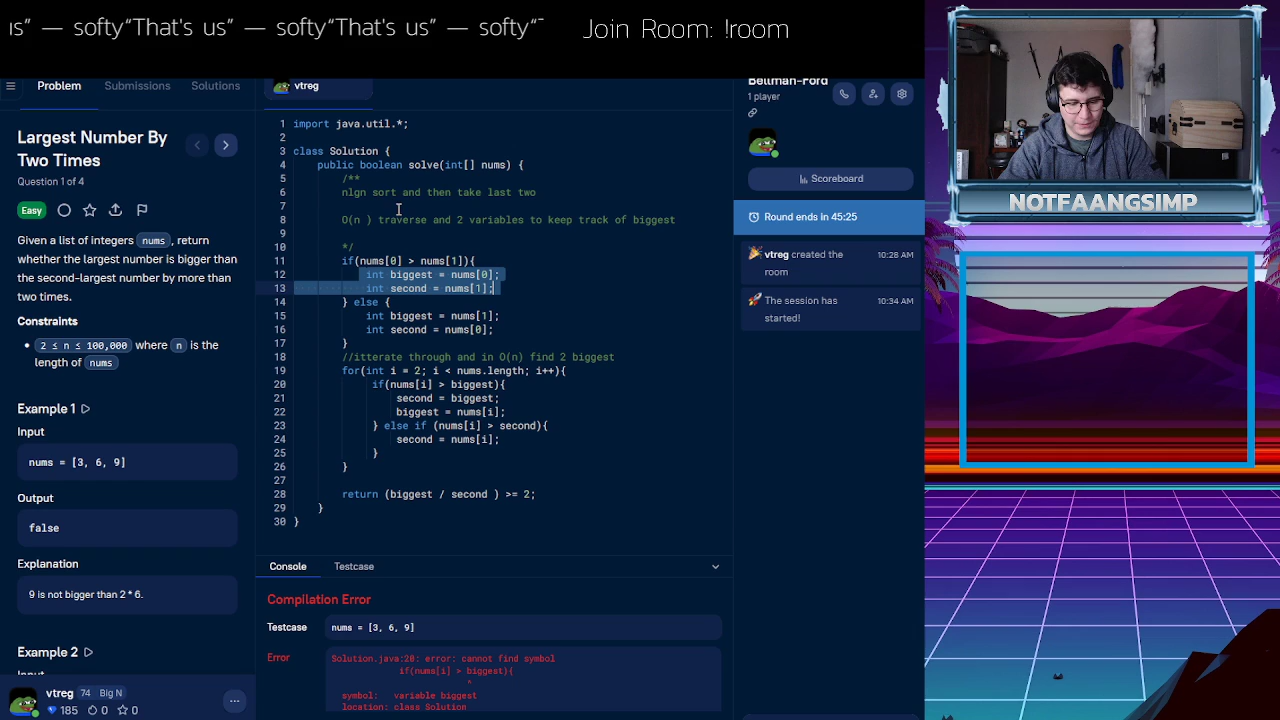 us" — softy"That's us" — softy"That's us" — softy"
Join Room: !room
Problem
Submissions
Solutions
Largest Number By
Two Times
Question 1 of 4
Easy
Given a list of integers nums, return
whether the largest number is bigger than
the second-largest number by more than
two times.
Constraints
• 2 ≤ n ≤ 100,000 where n is the
length of nums
Example 1
Input
nums = [3, 6, 9]
Output
false
Explanation
9 is not bigger than 2 * 6.
Example 2
vtreg 74 Big N
185 0 0
vtreg
1 import java.util.*;
2
3 class Solution {
4 public boolean solve(int[] nums) {
5 /**
6 nlgn sort and then take last two
7
8 O(n ) traverse and 2 variables to keep track of biggest
9
10 */
11 if(nums[0] > nums[1]){
12 int biggest = nums[0];
13 int second = nums[1];
14 } else {
15 int biggest = nums[1];
16 int second = nums[0];
17 }
18 //itterate through and in O(n) find 2 biggest
19 for(int i = 2; i < nums.length; i++){
20 if(nums[i] > biggest){
21 second = biggest;
22 biggest = nums[i];
23 } else if (nums[i] > second){
24 second = nums[i];
25 }
26 }
27
28 return (biggest / second ) >= 2;
29 }
30 }
Console
Testcase
Compilation Error
Testcase
nums = [3, 6, 9]
Error
Solution.java:20: error: cannot find symbol
if(nums[i] > biggest){
^
symbol: variable biggest
location: class Solution
Bellman-Ford
1 player
Scoreboard
Round ends in 45:25
vtreg created the
room
10:28 AM
The session has
started!
10:34 AM
NOTFAANGSIMP